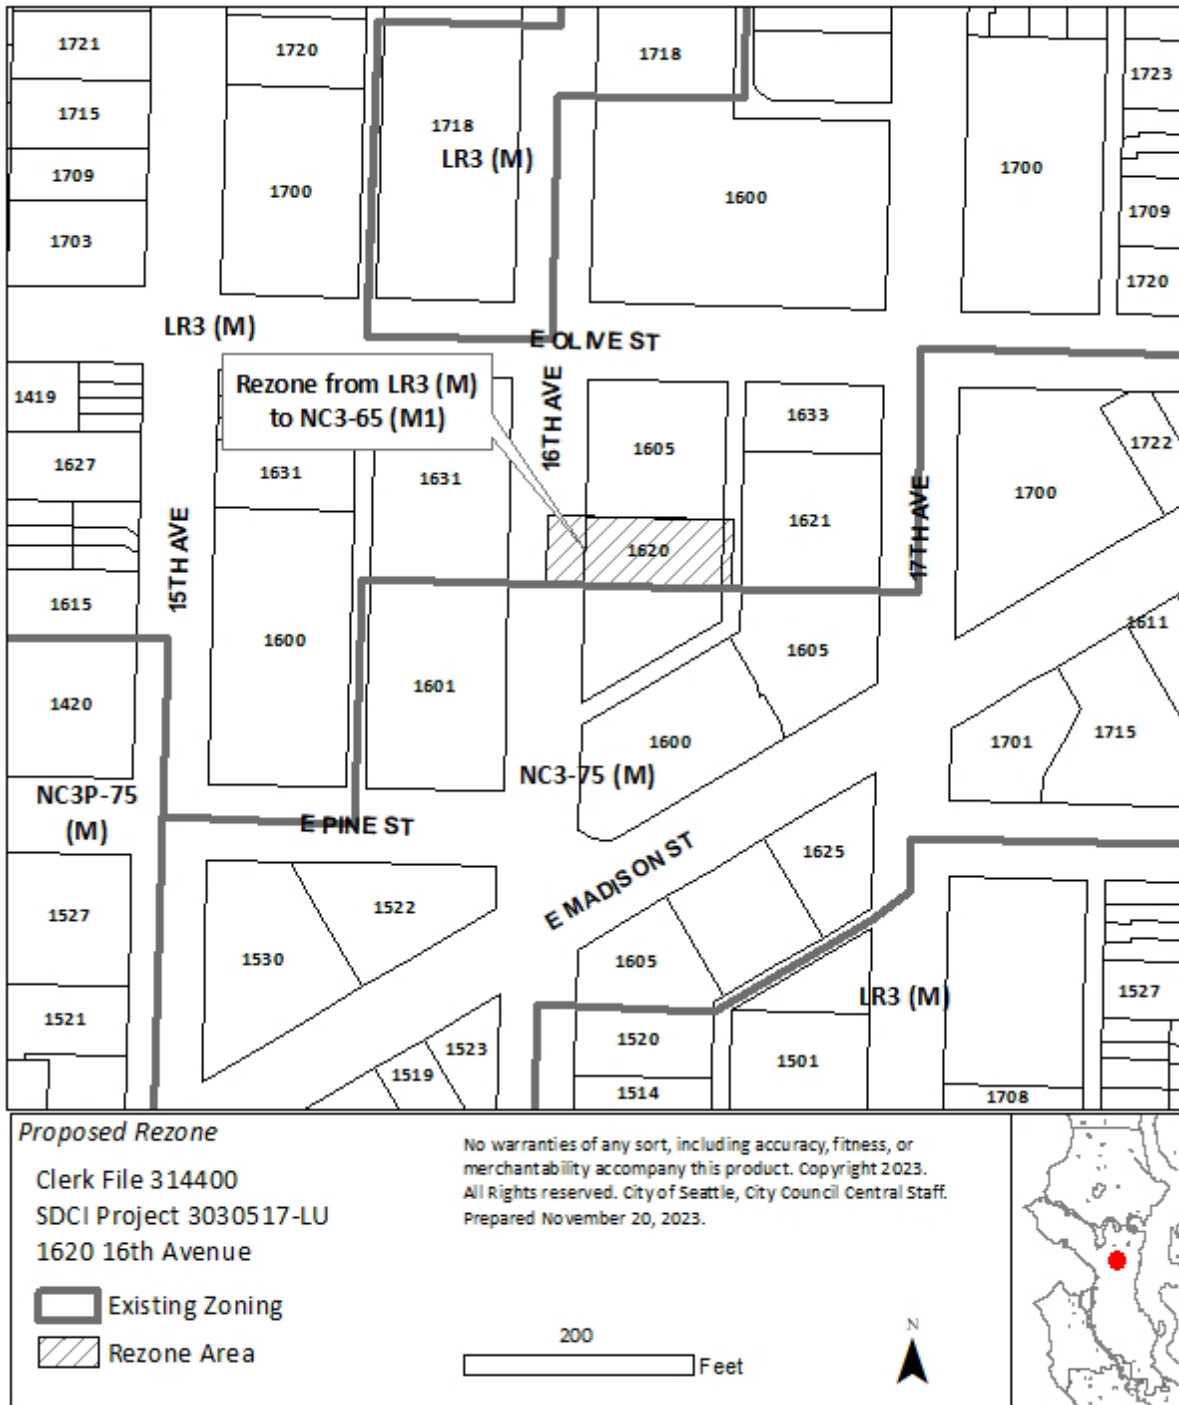 1721
1720
1718
1723
1715
1718
LR3 (M)
1700
1709
1700
1600
1709
1703
1720
LR3 (M)
E OLIVE ST
Rezone from LR3 (M)
to NC3-65 (M1)
16TH AVE
1419
1633
1605
1722
1627
1631
1631
1700
1621
17TH AVE
15TH AVE
1620
1615
1611
1600
1605
1601
1420
1600
1701
1715
NC3-75 (M)
NC3P-75
(M)
E PINE ST
E MADISON ST
1625
1527
1522
1530
1605
LR3 (M)
1527
1521
1520
1523
1501
1519
1514
1708
Proposed Rezone
Clerk File 314400
SDCI Project 3030517-LU
1620 16th Avenue
Existing Zoning
Rezone Area
No warranties of any sort, including accuracy, fitness, or
merchantability accompany this product. Copyright 2023.
All Rights reserved. City of Seattle, City Council Central Staff.
Prepared November 20, 2023.
200
Feet
N